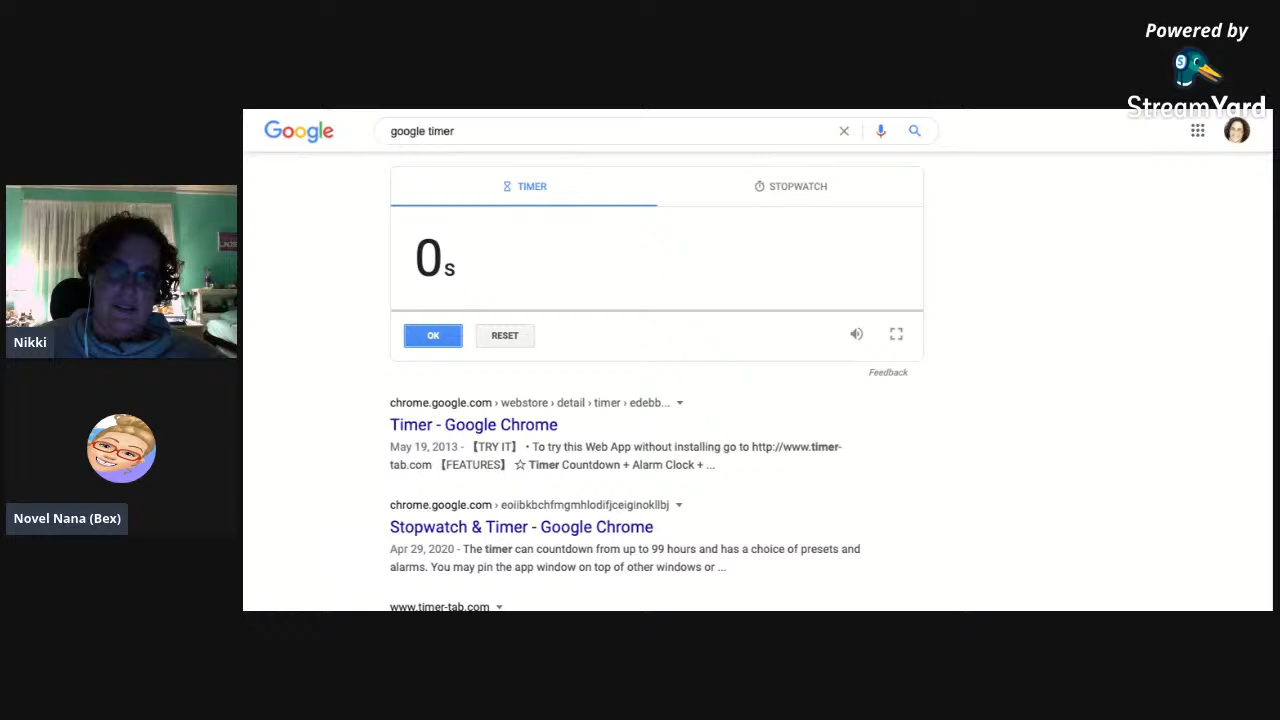 Powered by
StreamYard
Google
google timer
TIMER
STOPWATCH
0s
OK
RESET
Feedback
chrome.google.com › webstore › detail › timer › edebb...
Timer - Google Chrome
May 19, 2013 - 【TRY IT】 • To try this Web App without installing go to http://www.timer-
tab.com 【FEATURES】 ☆ Timer Countdown + Alarm Clock + ...
chrome.google.com › eoiibkbchfmgmhlodifjceiginokllbj
Stopwatch & Timer - Google Chrome
Apr 29, 2020 - The timer can countdown from up to 99 hours and has a choice of presets and
alarms. You may pin the app window on top of other windows or ...
www.timer-tab.com
Nikki
Novel Nana (Bex)